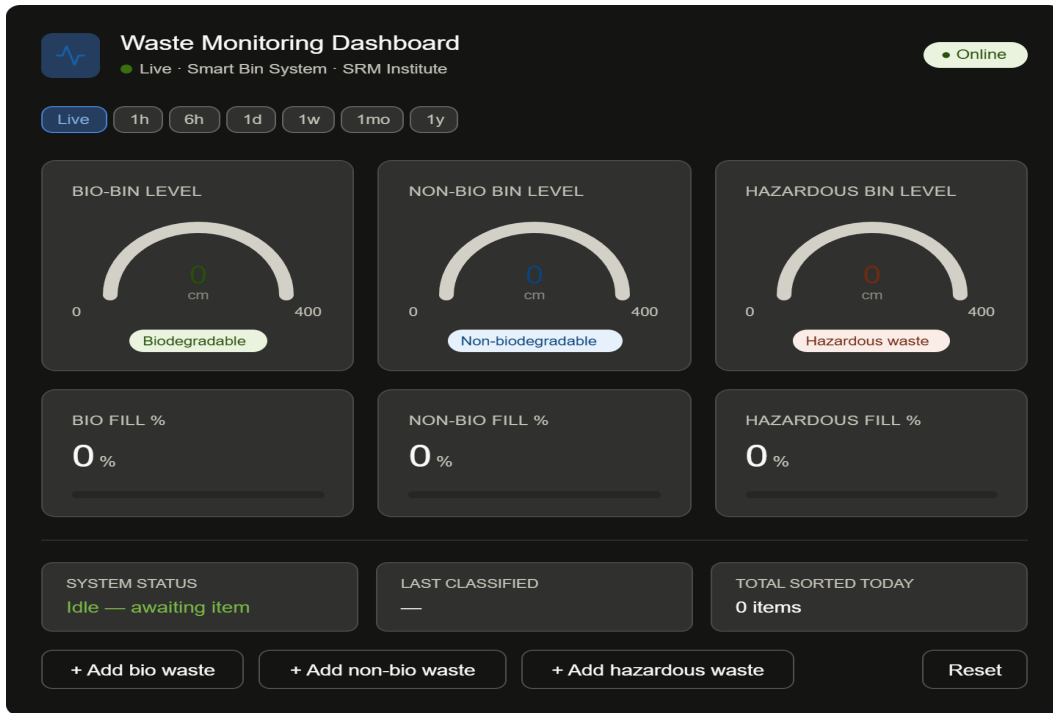 Waste Monitoring Dashboard
Live · Smart Bin System · SRM Institute
• Online
Live 1h 6h 1d 1w 1mo 1y
BIO-BIN LEVEL
0
cm
0 400
Biodegradable
NON-BIO BIN LEVEL
0
cm
0 400
Non-biodegradable
HAZARDOUS BIN LEVEL
0
cm
0 400
Hazardous waste
BIO FILL %
0 %
NON-BIO FILL %
0 %
HAZARDOUS FILL %
0 %
SYSTEM STATUS
Idle — awaiting item
LAST CLASSIFIED
—
TOTAL SORTED TODAY
0 items
+ Add bio waste
+ Add non-bio waste
+ Add hazardous waste
Reset